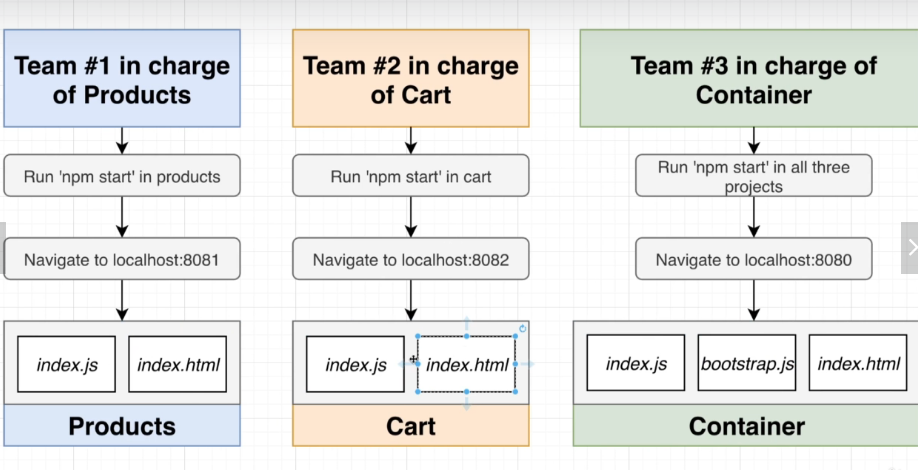 Team #1 in charge
of Products
Run 'npm start' in products
Navigate to localhost:8081
index.js
index.html
Products
Team #2 in charge
of Cart
Run 'npm start' in cart
Navigate to localhost:8082
index.js
index.html
Cart
Team #3 in charge of
Container
Run 'npm start' in all three
projects
Navigate to localhost:8080
index.js
bootstrap.js
index.html
Container